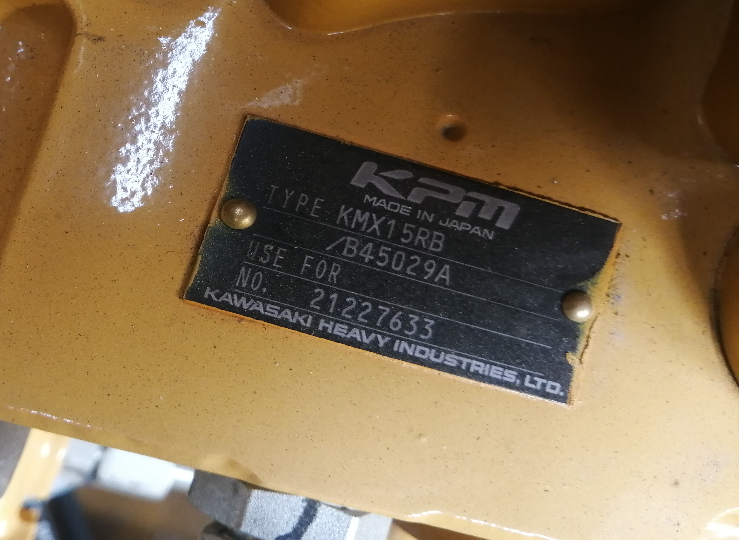 KPM
MADE IN JAPAN
TYPE KMX15RB
/B45029A
USE FOR
NO. 21227633
KAWASAKI HEAVY INDUSTRIES, LTD.